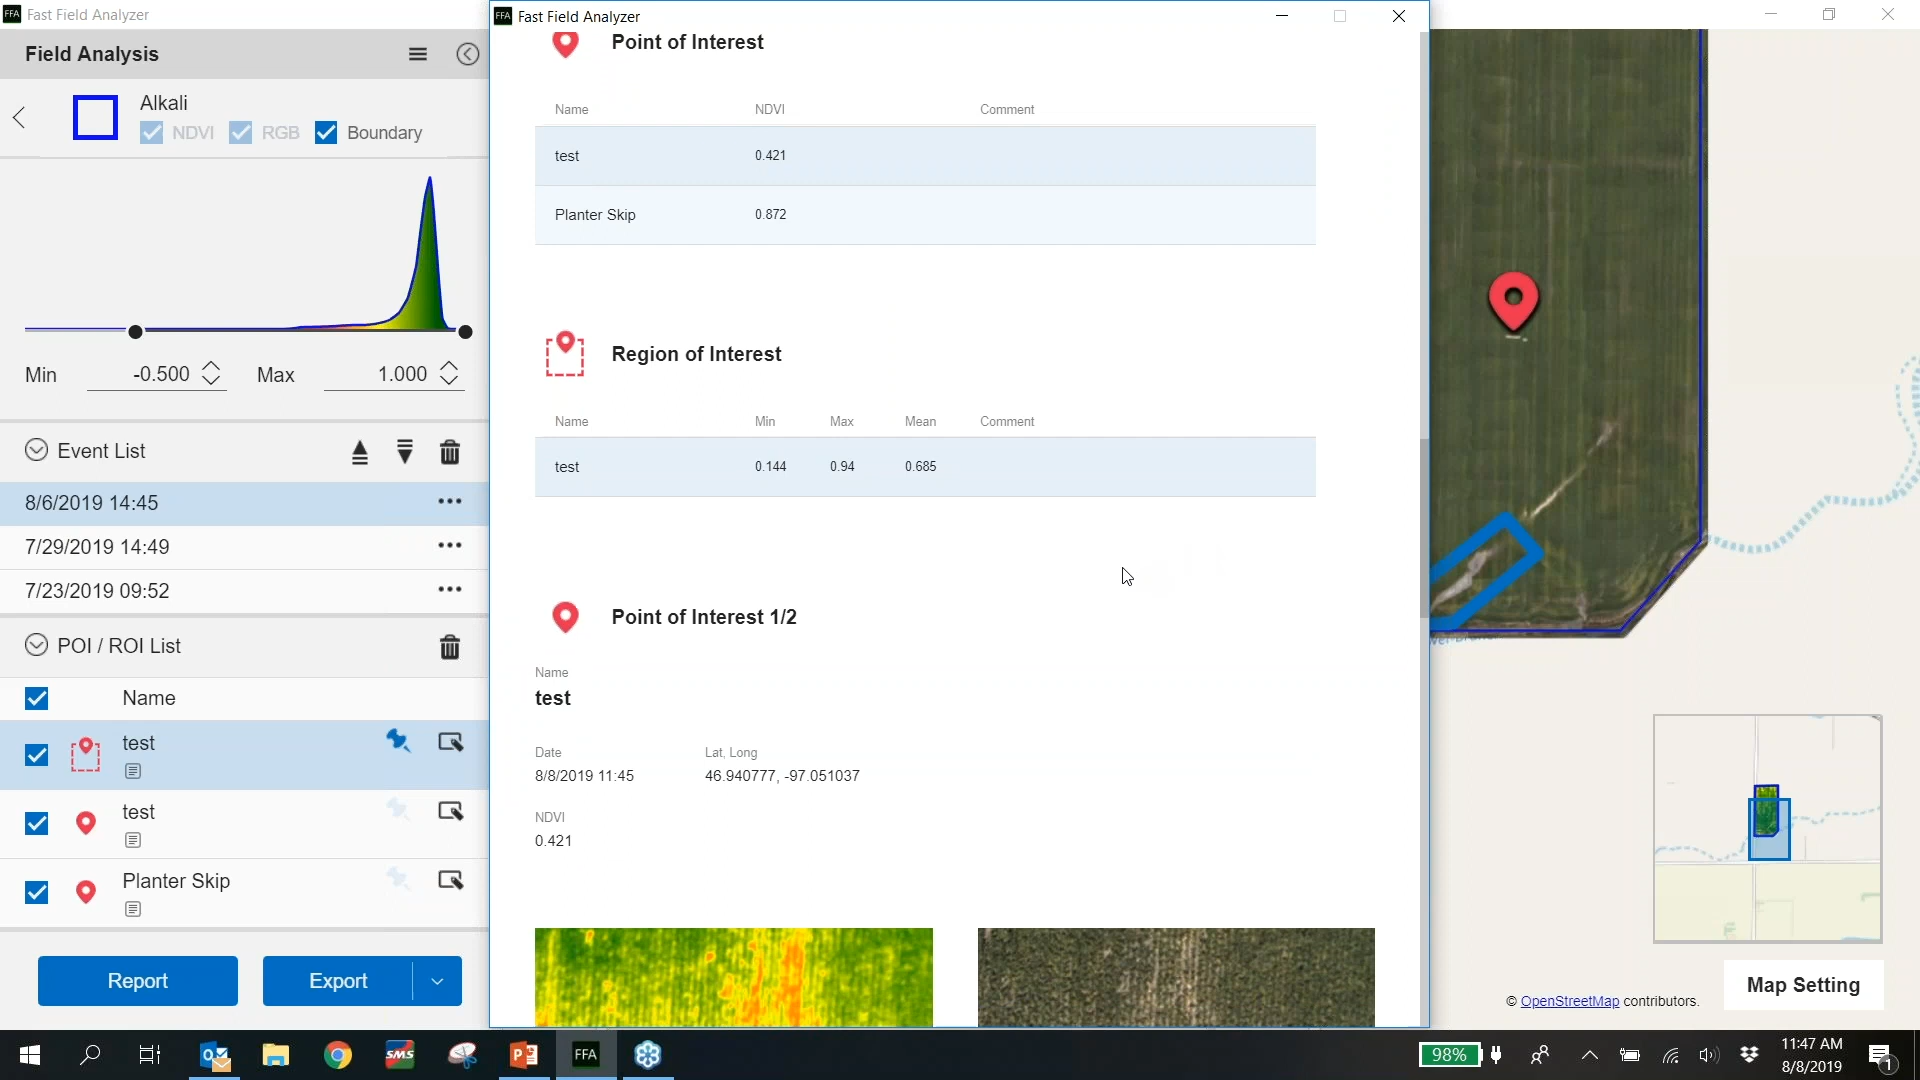 FFA Fast Field Analyzer
Field Analysis
Alkali
NDVI RGB Boundary
Min -0.500 Max 1.000
Event List
8/6/2019 14:45
7/29/2019 14:49
7/23/2019 09:52
POI / ROI List
Name
test
test
Planter Skip
Report Export
FFA Fast Field Analyzer
Point of Interest
Name NDVI Comment
test 0.421
Planter Skip 0.872
Region of Interest
Name Min Max Mean Comment
test 0.144 0.94 0.685
Point of Interest 1/2
Name
test
Date Lat, Long
8/8/2019 11:45 46.940777, -97.051037
NDVI
0.421
Map Setting
© OpenStreetMap contributors.
SMS FFA 98% 11:47 AM
8/8/2019 1